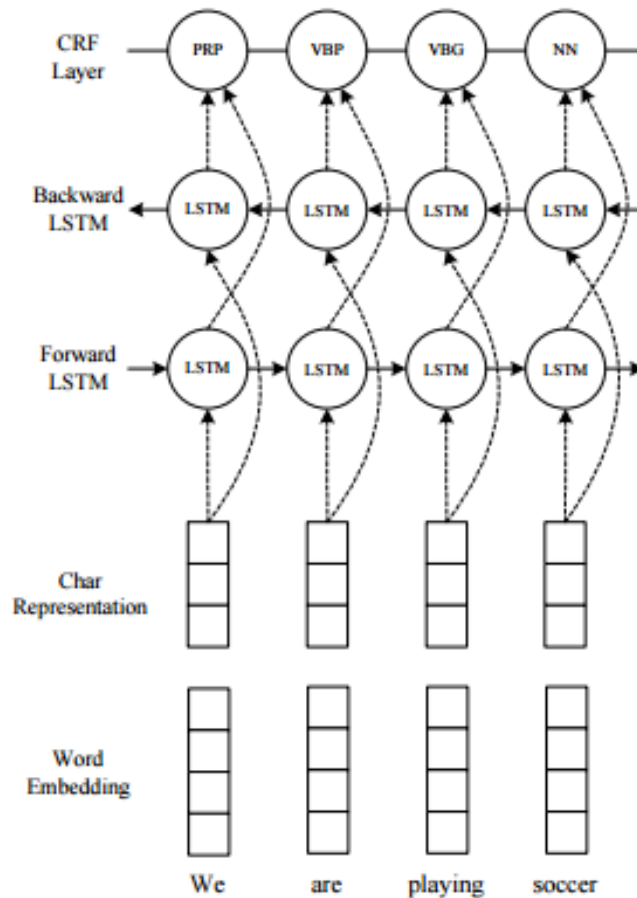 CRF
Layer
PRP VBP VBG NN
Backward
LSTM
LSTM LSTM LSTM LSTM
Forward
LSTM
LSTM LSTM LSTM LSTM
Char
Representation
Word
Embedding
We are playing soccer